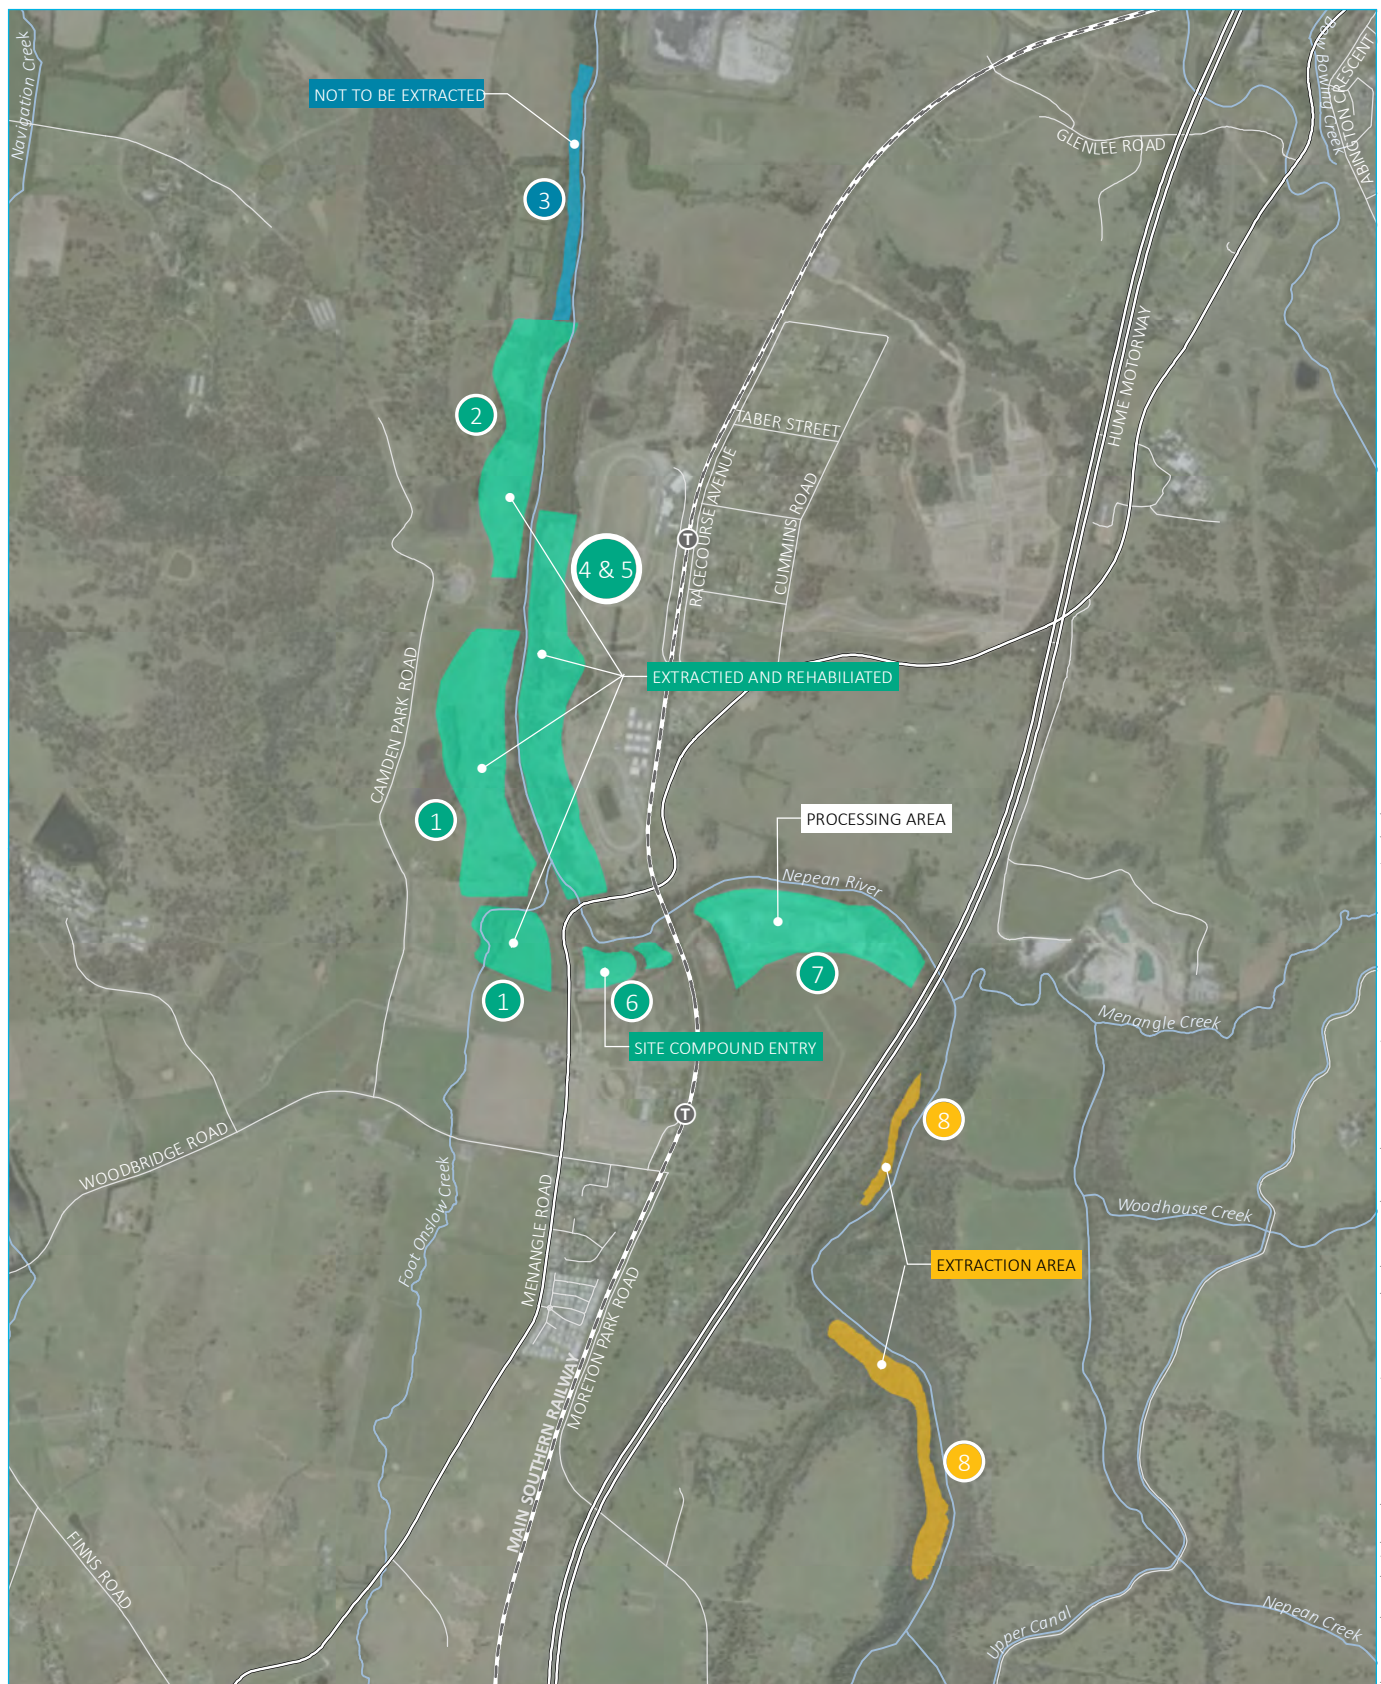 Navigation Creek
NOT TO BE EXTRACTED
3
GLENLEE ROAD
Bow Bowing Creek
ABINGTON CRESCENT
HUME MOTORWAY
2
TABER STREET
RACECOURSE AVENUE
CUMMINS ROAD
T
4 & 5
CAMDEN PARK ROAD
EXTRACTIED AND REHABILIATED
1
PROCESSING AREA
Nepean River
7
1
6
SITE COMPOUND ENTRY
Menangle Creek
T
8
WOODBRIDGE ROAD
Foot Onslow Creek
MENANGLE ROAD
Woodhouse Creek
EXTRACTION AREA
MORETON PARK ROAD
MAIN SOUTHERN RAILWAY
8
FINNS ROAD
Upper Canal
Nepean Creek